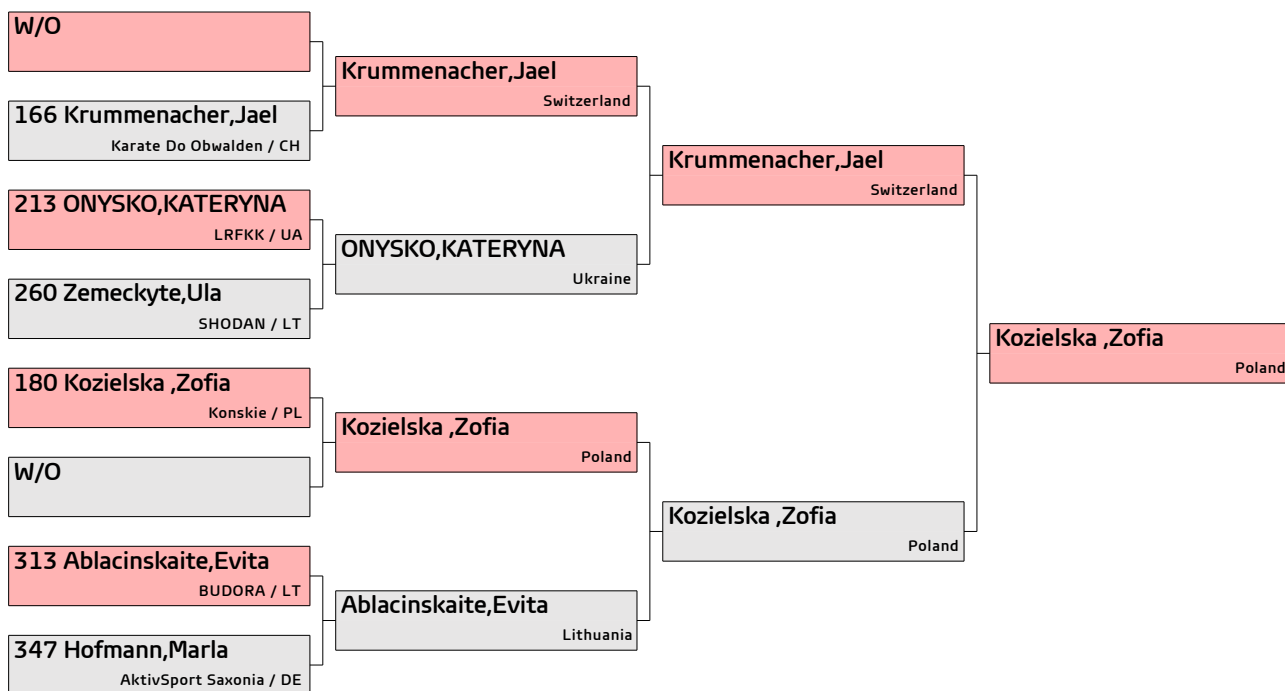 W/O
166 Krummenacher,Jael
Karate Do Obwalden / CH
213 ONYSKO,KATERYNA
LRFKK / UA
260 Zemeckyte,Ula
SHODAN / LT
180 Kozielska ,Zofia
Konskie / PL
W/O
313 Ablacinskaite,Evita
BUDORA / LT
347 Hofmann,Marla
AktivSport Saxonia / DE
Krummenacher,Jael
Switzerland
ONYSKO,KATERYNA
Ukraine
Kozielska ,Zofia
Poland
Ablacinskaite,Evita
Lithuania
Krummenacher,Jael
Switzerland
Kozielska ,Zofia
Poland
Kozielska ,Zofia
Poland